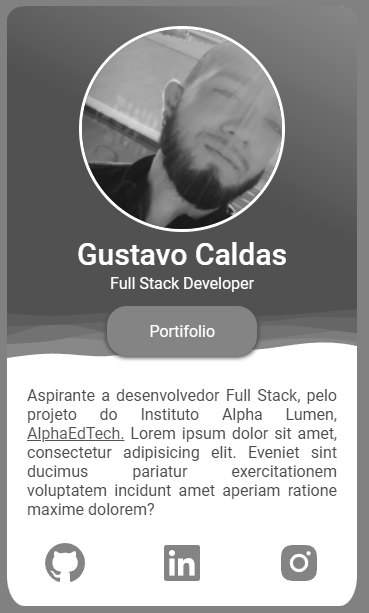 Gustavo Caldas
Full Stack Developer
Portifolio
Aspirante a desenvolvedor Full Stack, pelo
projeto do Instituto Alpha Lumen,
AlphaEdTech. Lorem ipsum dolor sit amet,
consectetur adipisicing elit. Eveniet sint
ducimus pariatur exercitationem
voluptatem incidunt amet aperiam ratione
maxime dolorem?
in